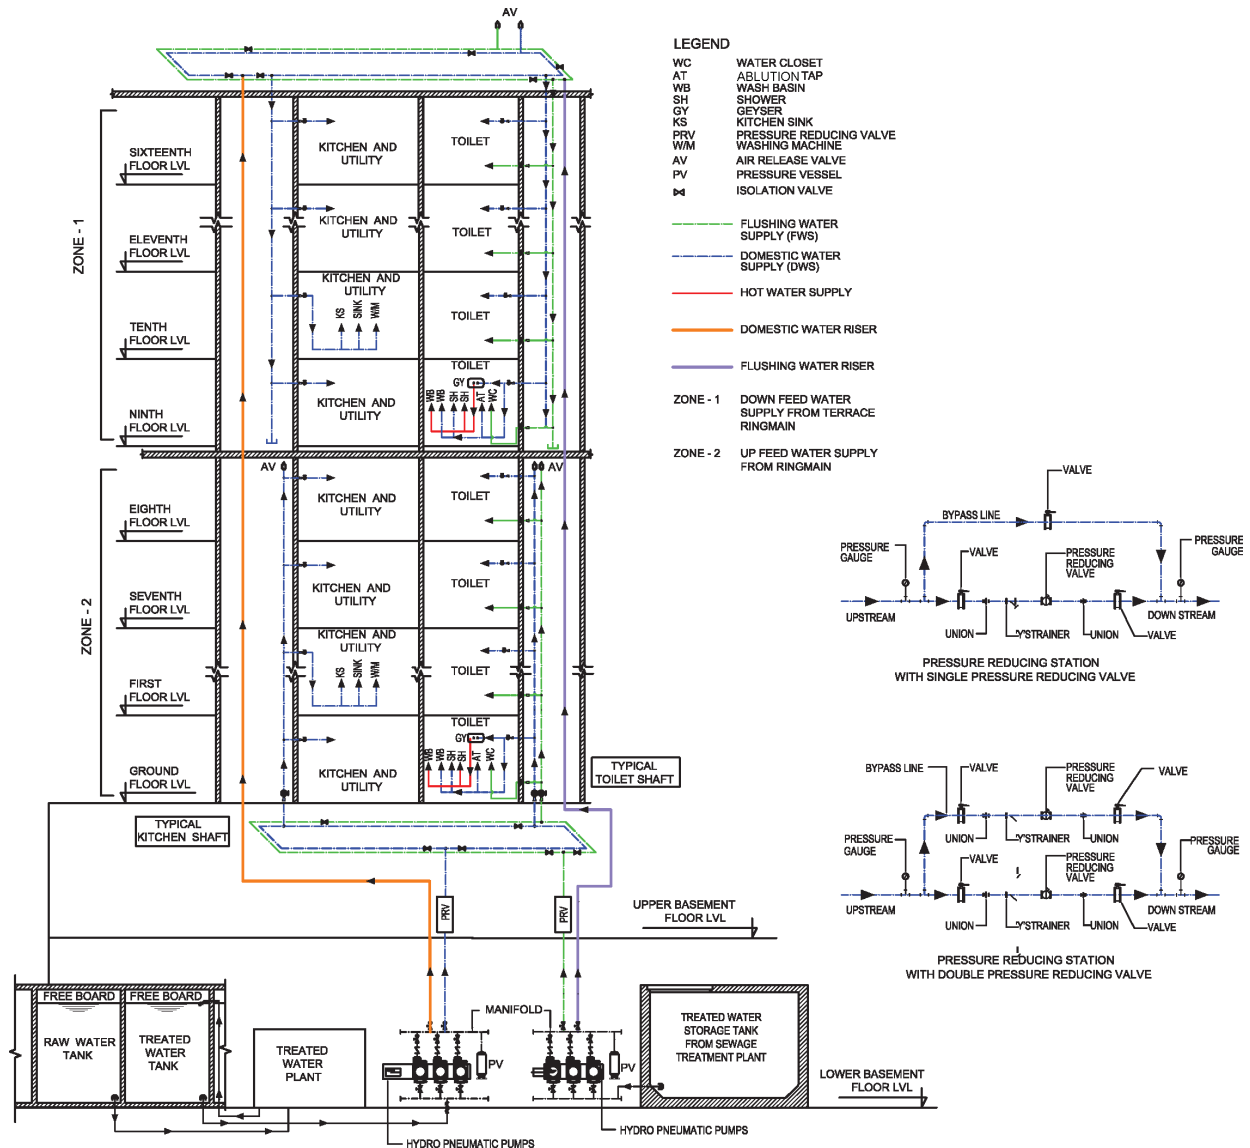 AV
LEGEND
WC WATER CLOSET
AT ABLUTION TAP
WB WASH BASIN
SH SHOWER
GY GEYSER
KS KITCHEN SINK
PRV PRESSURE REDUCING VALVE
W/M WASHING MACHINE
AV AIR RELEASE VALVE
PV PRESSURE VESSEL
ISOLATION VALVE
FLUSHING WATER
SUPPLY (FWS)
DOMESTIC WATER
SUPPLY (DWS)
HOT WATER SUPPLY
DOMESTIC WATER RISER
FLUSHING WATER RISER
ZONE - 1 DOWN FEED WATER
SUPPLY FROM TERRACE
RINGMAIN
ZONE - 2 UP FEED WATER SUPPLY
FROM RINGMAIN
ZONE - 1
SIXTEENTH
FLOOR LVL
KITCHEN AND
UTILITY
TOILET
ELEVENTH
FLOOR LVL
KITCHEN AND
UTILITY
TOILET
TENTH
FLOOR LVL
KITCHEN AND
UTILITY
KS
SINK
W/M
TOILET
NINTH
FLOOR LVL
KITCHEN AND
UTILITY
TOILET
GY
WB
WB
SH
SH
AT
WC
AV
AV
ZONE - 2
EIGHTH
FLOOR LVL
KITCHEN AND
UTILITY
TOILET
SEVENTH
FLOOR LVL
KITCHEN AND
UTILITY
TOILET
FIRST
FLOOR LVL
KITCHEN AND
UTILITY
KS
SINK
W/M
TOILET
GROUND
FLOOR LVL
KITCHEN AND
UTILITY
TOILET
GY
WB
WB
SH
SH
AT
WC
TYPICAL
TOILET SHAFT
TYPICAL
KITCHEN SHAFT
PRV
PRV
UPPER BASEMENT
FLOOR LVL
FREE BOARD
FREE BOARD
RAW WATER
TANK
TREATED
WATER
TANK
TREATED
WATER
PLANT
MANIFOLD
PV
PV
TREATED WATER
STORAGE TANK
FROM SEWAGE
TREATMENT PLANT
LOWER BASEMENT
FLOOR LVL
HYDRO PNEUMATIC PUMPS
HYDRO PNEUMATIC PUMPS
VALVE
BYPASS LINE
PRESSURE
GAUGE
VALVE
PRESSURE
REDUCING
VALVE
PRESSURE
GAUGE
UPSTREAM
UNION
'Y'STRAINER
UNION
VALVE
DOWN STREAM
PRESSURE REDUCING STATION
WITH SINGLE PRESSURE REDUCING VALVE
BYPASS LINE
VALVE
PRESSURE
REDUCING
VALVE
VALVE
PRESSURE
GAUGE
UNION
'Y'STRAINER
UNION
PRESSURE
GAUGE
VALVE
PRESSURE
REDUCING
VALVE
UPSTREAM
UNION
'Y'STRAINER
UNION
VALVE
DOWN STREAM
PRESSURE REDUCING STATION
WITH DOUBLE PRESSURE REDUCING VALVE